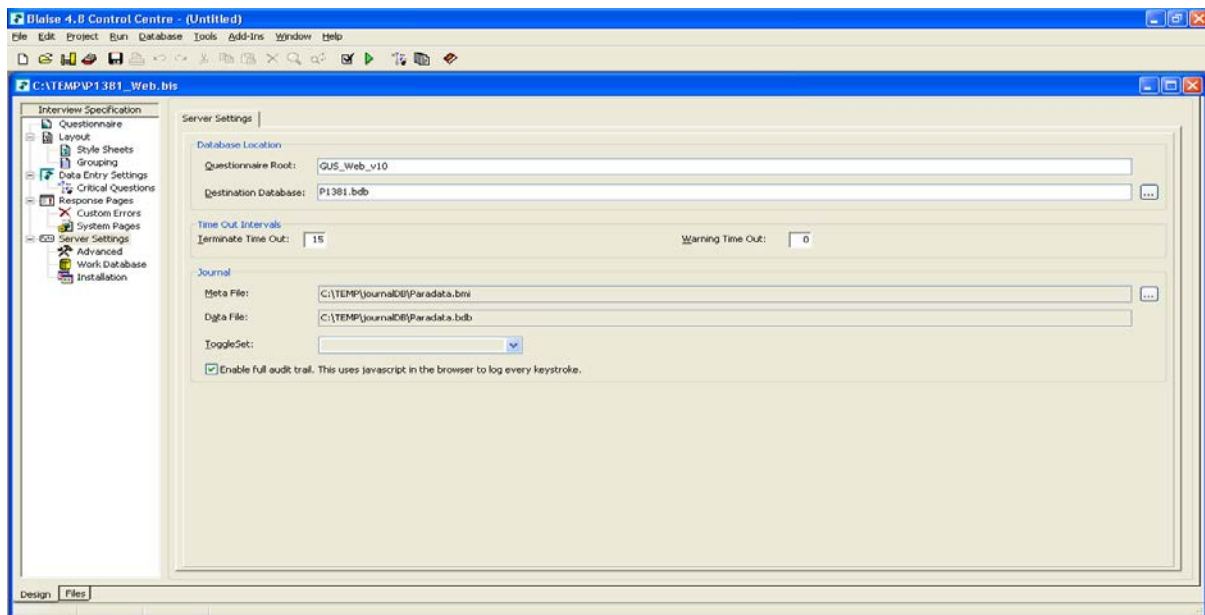 Blaise 4.8 Control Centre - (Untitled)
File Edit Project Run Database Tools Add-Ins Window Help
C:\TEMP\P1381_Web.bis
Interview Specification
Questionnaire
Layout
Style Sheets
Grouping
Data Entry Settings
Critical Questions
Response Pages
Custom Errors
System Pages
Server Settings
Advanced
Work Database
Installation
Server Settings
Database Location
Questionnaire Root: GUS_Web_v10
Destination Database: P1381.bdb ...
Time Out Intervals
Terminate Time Out: 15 Warning Time Out: 0
Journal
Meta File: C:\TEMP\journalDB\Paradata.bmi ...
Data File: C:\TEMP\journalDB\Paradata.bdb
ToggleSet:
Enable full audit trail. This uses javascript in the browser to log every keystroke.
Design Files